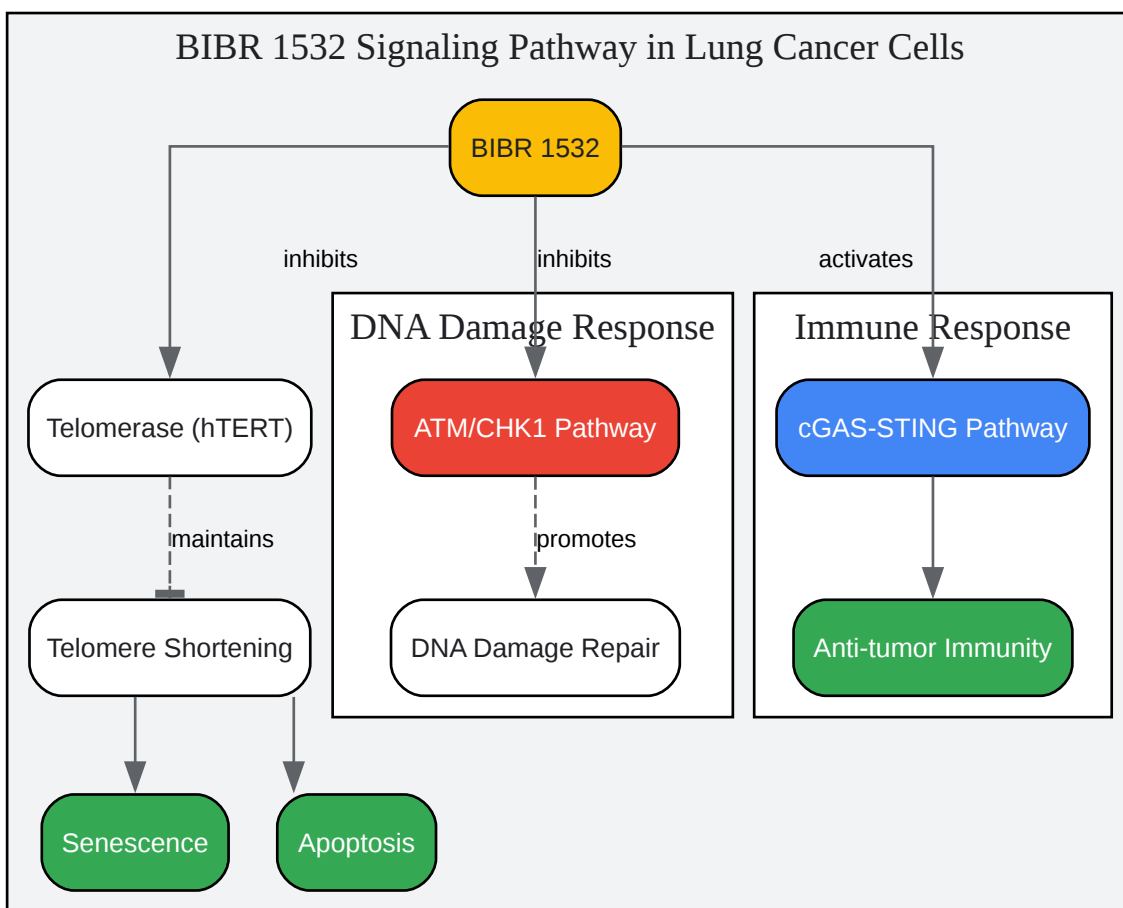 BIBR 1532 Signaling Pathway in Lung Cancer Cells
BIBR 1532
inhibits
inhibits
activates
DNA Damage Response
Immune Response
Telomerase (hTERT)
ATM/CHK1 Pathway
cGAS-STING Pathway
maintains
promotes
Telomere Shortening
DNA Damage Repair
Anti-tumor Immunity
Senescence
Apoptosis